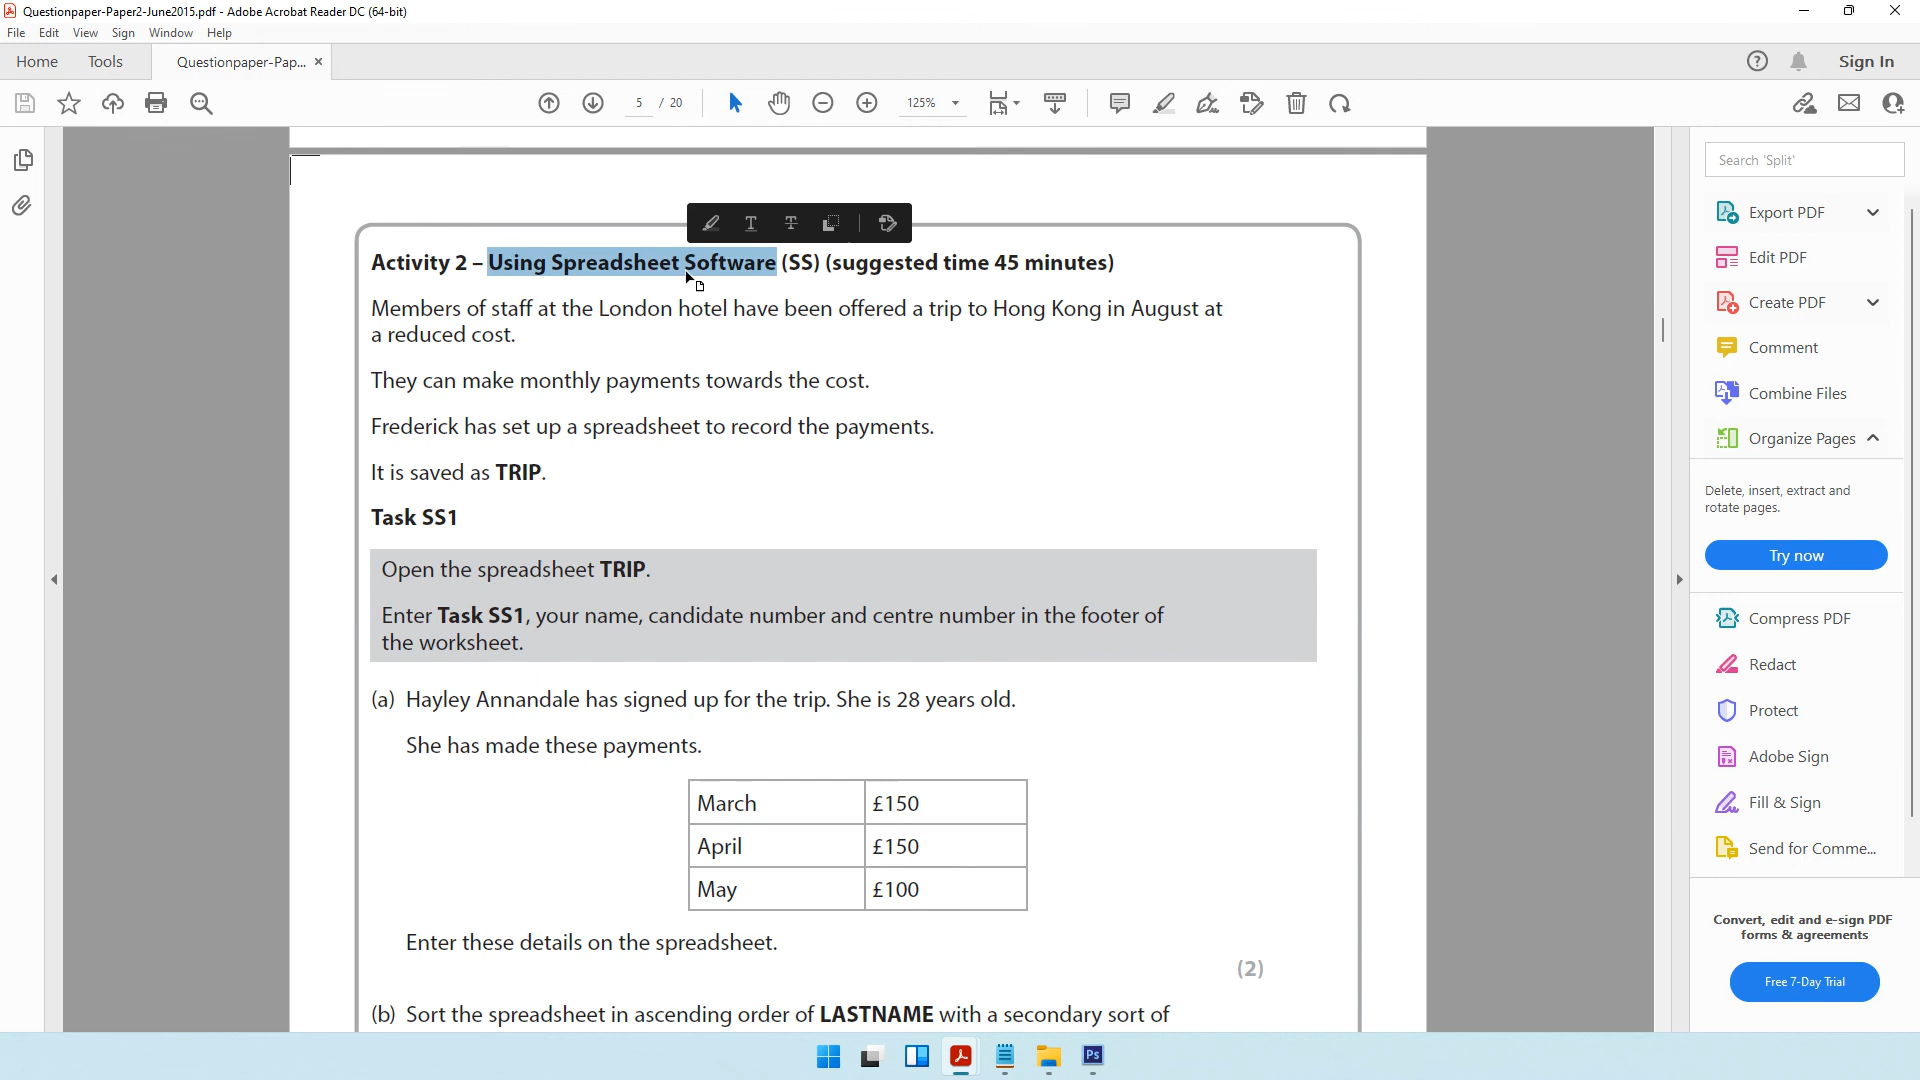 Questionpaper-Paper2-June2015.pdf - Adobe Acrobat Reader DC (64-bit)
File Edit View Sign Window Help
Home Tools Questionpaper-Pap... × Sign In
5 / 20 125%
Search 'Split'
Export PDF
Edit PDF
Create PDF
Comment
Combine Files
Organize Pages
Delete, insert, extract and
rotate pages.
Try now
Compress PDF
Redact
Protect
Adobe Sign
Fill & Sign
Send for Comme...
Convert, edit and e-sign PDF
forms & agreements
Free 7-Day Trial
Activity 2 – Using Spreadsheet Software (SS) (suggested time 45 minutes)
Members of staff at the London hotel have been offered a trip to Hong Kong in August at
a reduced cost.
They can make monthly payments towards the cost.
Frederick has set up a spreadsheet to record the payments.
It is saved as TRIP.
Task SS1
Open the spreadsheet TRIP.
Enter Task SS1, your name, candidate number and centre number in the footer of
the worksheet.
(a) Hayley Annandale has signed up for the trip. She is 28 years old.
She has made these payments.
March £150
April £150
May £100
Enter these details on the spreadsheet.
(2)
(b) Sort the spreadsheet in ascending order of LASTNAME with a secondary sort of
Ps